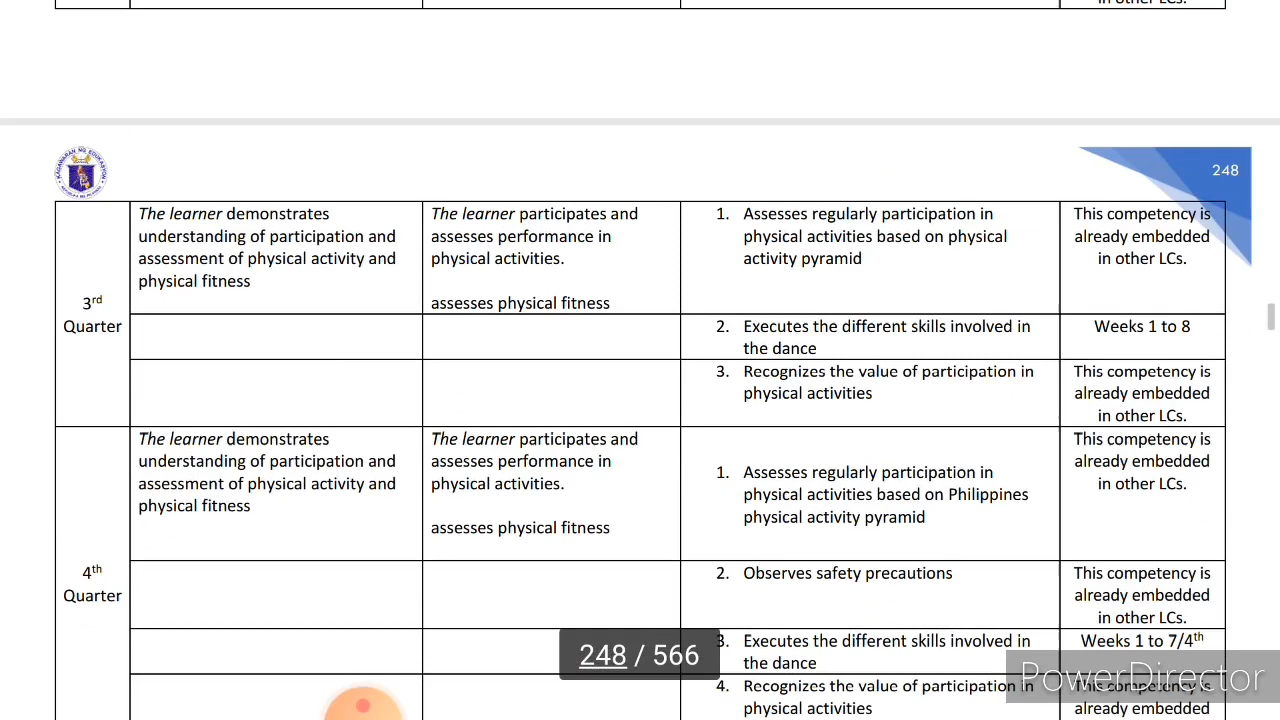 in other LCs.
248
The learner demonstrates
understanding of participation and
assessment of physical activity and
physical fitness
The learner participates and
assesses performance in
physical activities.
assesses physical fitness
1. Assesses regularly participation in
physical activities based on physical
activity pyramid
This competency is
already embedded
in other LCs.
3rd
Quarter
2. Executes the different skills involved in
the dance
Weeks 1 to 8
3. Recognizes the value of participation in
physical activities
This competency is
already embedded
in other LCs.
The learner demonstrates
understanding of participation and
assessment of physical activity and
physical fitness
The learner participates and
assesses performance in
physical activities.
assesses physical fitness
1. Assesses regularly participation in
physical activities based on Philippines
physical activity pyramid
This competency is
already embedded
in other LCs.
4th
Quarter
2. Observes safety precautions
This competency is
already embedded
in other LCs.
3. Executes the different skills involved in
the dance
Weeks 1 to 7/4th
4. Recognizes the value of participation in
physical activities
This competency is
already embedded
248 / 566
PowerDirector